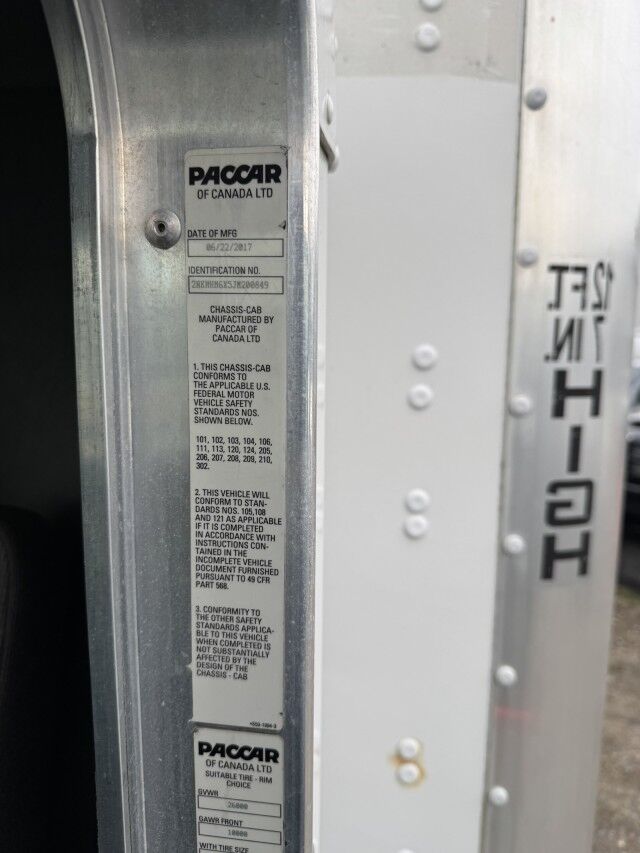 PACCAR
OF CANADA LTD
DATE OF MFG
06/22/2017
IDENTIFICATION NO.
CHASSIS-CAB
MANUFACTURED BY
PACCAR OF
CANADA LTD
1. THIS CHASSIS-CAB
CONFORMS TO
THE APPLICABLE U.S.
FEDERAL MOTOR
VEHICLE SAFETY
STANDARDS NOS.
SHOWN BELOW.
101, 102, 103, 104, 106,
111, 113, 120, 124, 205,
206, 207, 208, 209, 210,
302.
2. THIS VEHICLE WILL
CONFORM TO STAN-
DARDS NOS. 105,108
AND 121 AS APPLICABLE
IF IT IS COMPLETED
IN ACCORDANCE WITH
INSTRUCTIONS CON-
TAINED IN THE
INCOMPLETE VEHICLE
DOCUMENT FURNISHED
PURSUANT TO 49 CFR
PART 568.
3. CONFORMITY TO
THE OTHER SAFETY
STANDARDS APPLICA-
BLE TO THIS VEHICLE
WHEN COMPLETED IS
NOT SUBSTANTIALLY
AFFECTED BY THE
DESIGN OF THE
CHASSIS - CAB
PACCAR
OF CANADA LTD
SUITABLE TIRE - RIM
CHOICE
GVWR
26000
GAWR FRONT
10000
WITH TIRE SIZE
12 FT.
7 IN.
HIGH